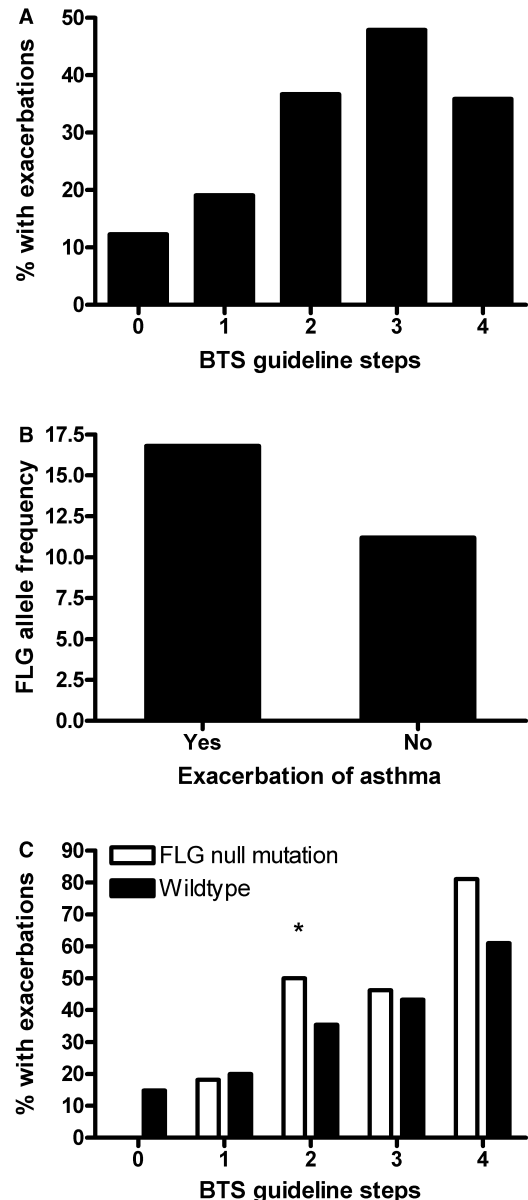 A
50
40
30
20
10
0
% with exacerbations
0 1 2 3 4
BTS guideline steps
B
17.5
15.0
12.5
10.0
7.5
5.0
2.5
0.0
FLG allele frequency
Yes No
Exacerbation of asthma
C
90
80
70
60
50
40
30
20
10
0
% with exacerbations
FLG null mutation
Wildtype
*
0 1 2 3 4
BTS guideline steps